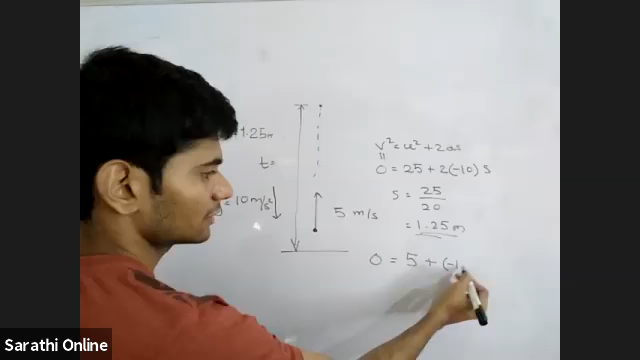 1.25m
t=
= 10 m/s²
5 m/s
v² = u² + 2as
0 = 25 + 2(-10) s
s = 25/20
= 1.25 m
0 = 5 + (-1
Sarathi Online